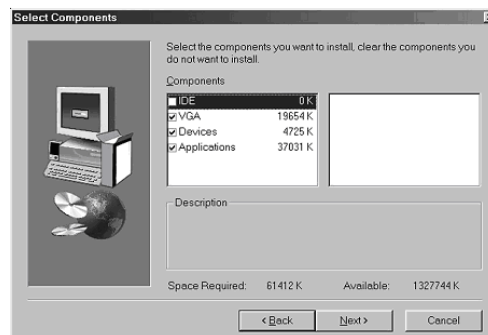 Select Components
Select the components you want to install, clear the components you
do not want to install.
Components
IDE 0 K
VGA 19654 K
Devices 4725 K
Applications 37031 K
Description
Space Required: 61412 K Available: 1327744 K
< Back Next > Cancel